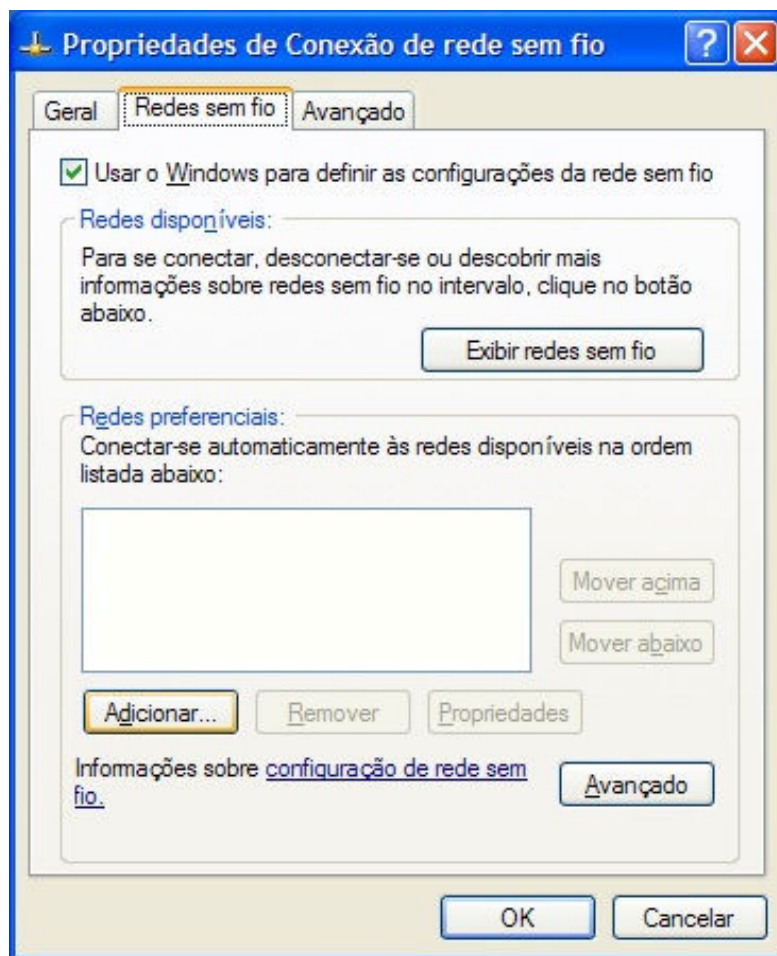 Propriedades de Conexão de rede sem fio
Geral
Redes sem fio
Avançado
Usar o Windows para definir as configurações da rede sem fio
Redes disponíveis:
Para se conectar, desconectar-se ou descobrir mais
informações sobre redes sem fio no intervalo, clique no botão
abaixo.
Exibir redes sem fio
Redes preferenciais:
Conectar-se automaticamente às redes disponíveis na ordem
listada abaixo:
Mover acima
Mover abaixo
Adicionar...
Remover
Propriedades
Informações sobre configuração de rede sem
fio.
Avançado
OK
Cancelar